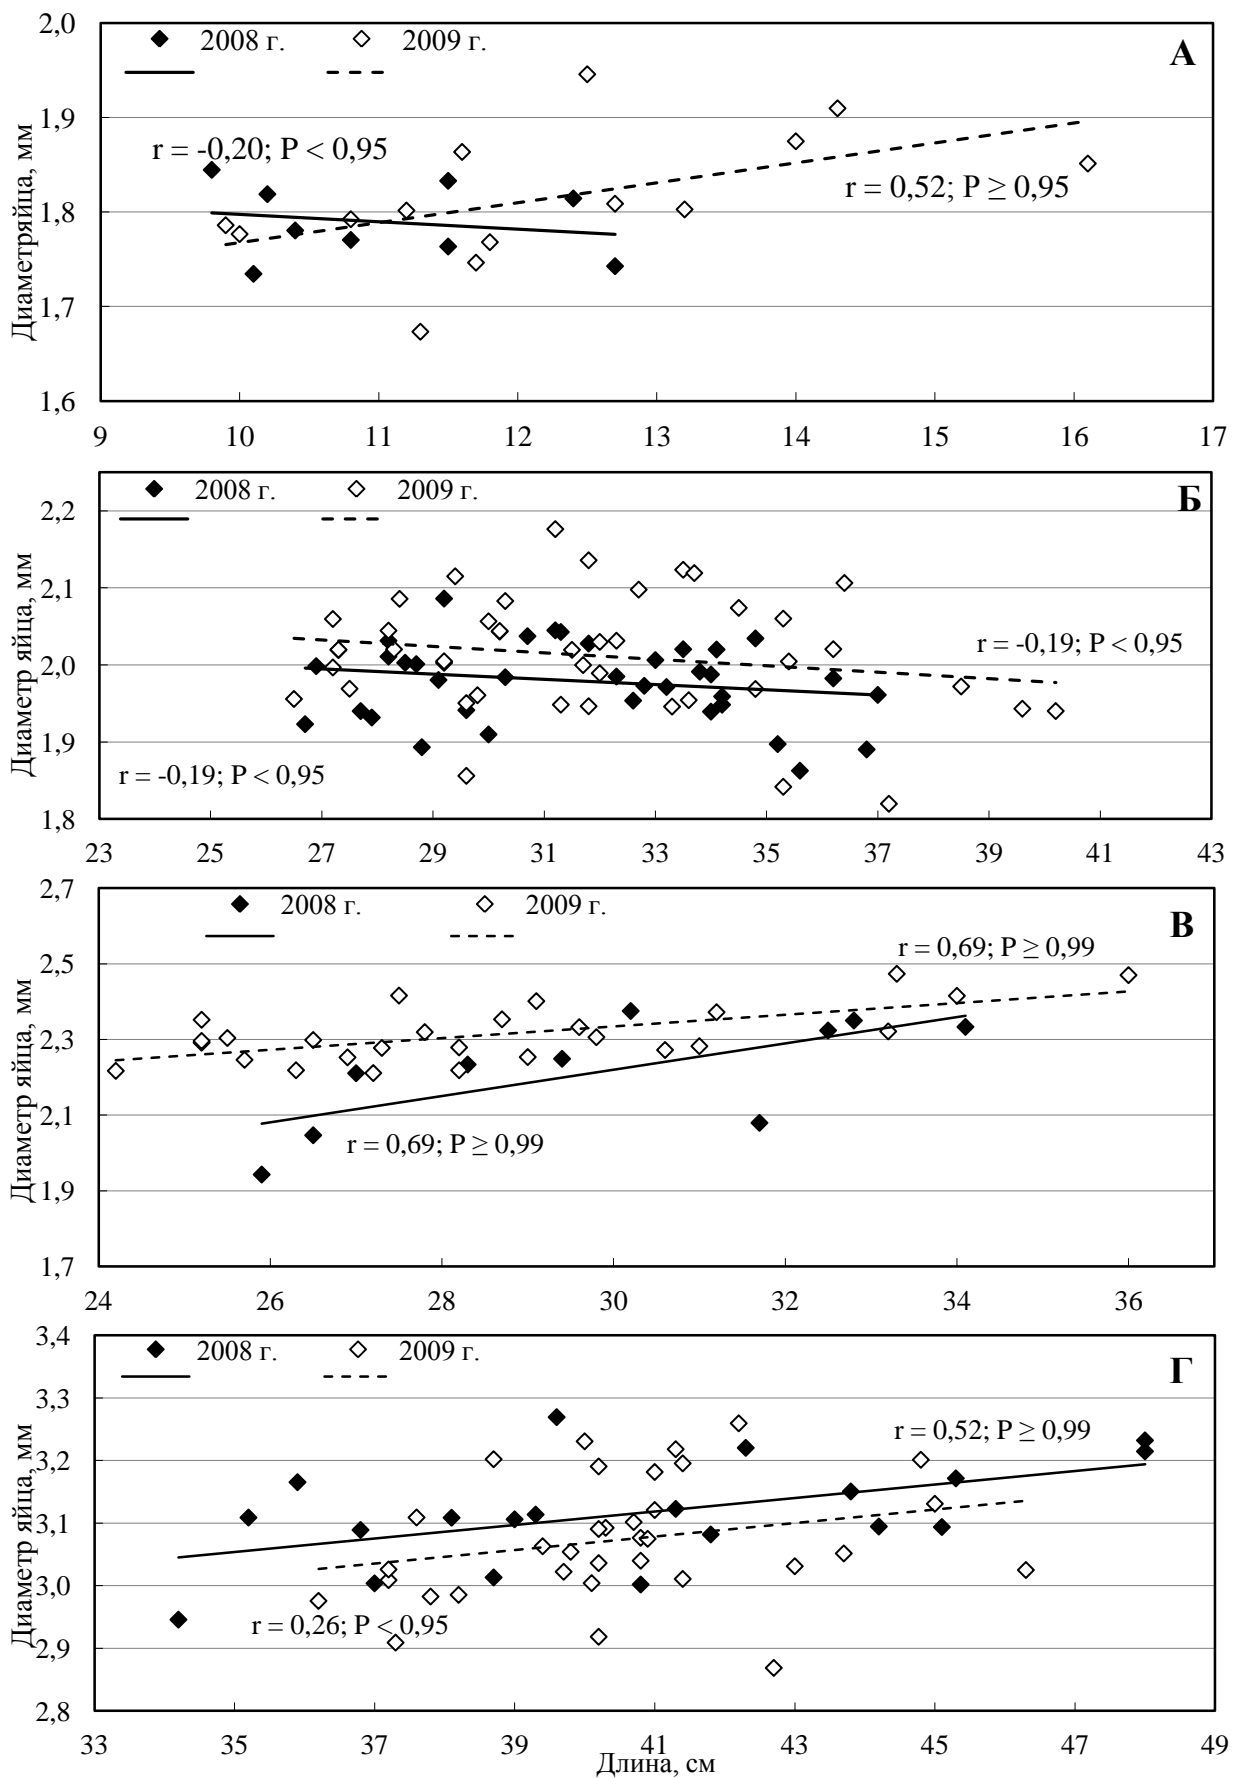 2,0
2008 г.
2009 г.
А
1,9
r = -0,20; P < 0,95
r = 0,52; P ≥ 0,95
1,8
1,7
1,6
Диаметряйца, мм
9 10 11 12 13 14 15 16 17
2008 г.
2009 г.
Б
2,2
2,1
r = -0,19; P < 0,95
2,0
1,9
r = -0,19; P < 0,95
1,8
Диаметр яйца, мм
23 25 27 29 31 33 35 37 39 41 43
2,7
2008 г.
2009 г.
В
r = 0,69; P ≥ 0,99
2,5
2,3
2,1
r = 0,69; P ≥ 0,99
1,9
1,7
Диаметр яйца, мм
24 26 28 30 32 34 36
3,4
2008 г.
2009 г.
Г
3,3
r = 0,52; P ≥ 0,99
3,2
3,1
3,0
r = 0,26; P < 0,95
2,9
2,8
Диаметр яйца, мм
33 35 37 39 41 43 45 47 49
Длина, см